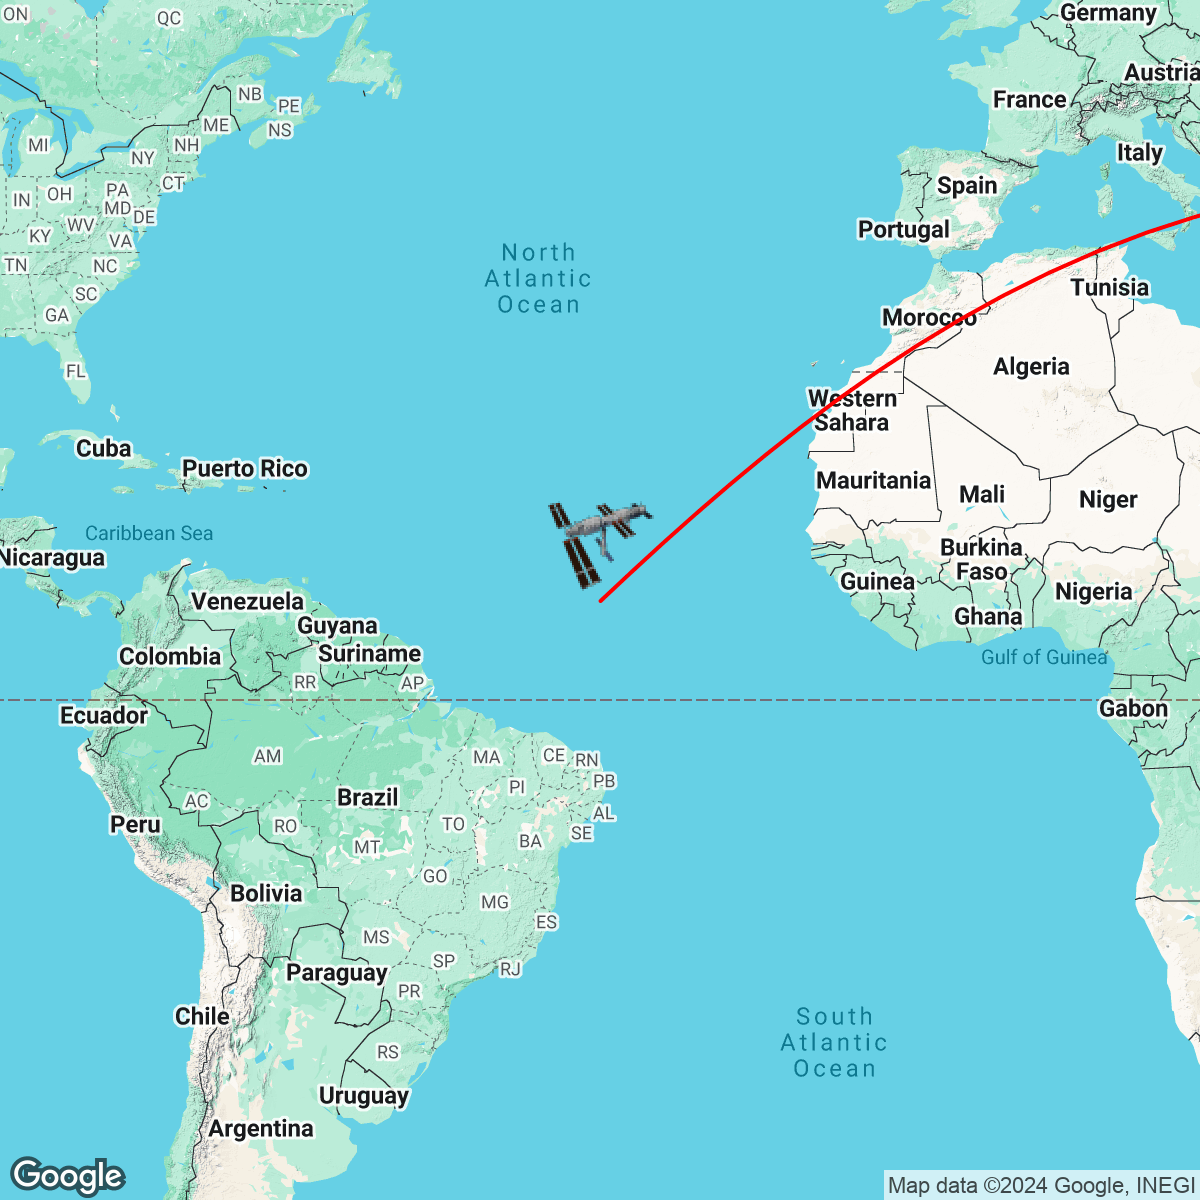 ON
QC
Germany
Austria
France
NB
PE
NS
ME
MI
NH
NY
Italy
CT
Spain
PA
OH
IN
MD
DE
WV
Portugal
KY
VA
North
Atlantic
Ocean
TN
NC
SC
Tunisia
GA
Morocco
Algeria
FL
Western
Sahara
Cuba
Puerto Rico
Mauritania
Mali
Niger
Caribbean Sea
Nicaragua
Burkina
Faso
Guinea
Nigeria
Venezuela
Ghana
Guyana
Suriname
Colombia
Gulf of Guinea
RR
AP
Ecuador
Gabon
AM
MA
CE
RN
PB
PI
Brazil
AC
AL
Peru
RO
TO
SE
BA
MT
GO
Bolivia
MG
ES
MS
SP
RJ
Paraguay
PR
Chile
South
Atlantic
Ocean
RS
Uruguay
Argentina
Google
Map data ©2024 Google, INEGI